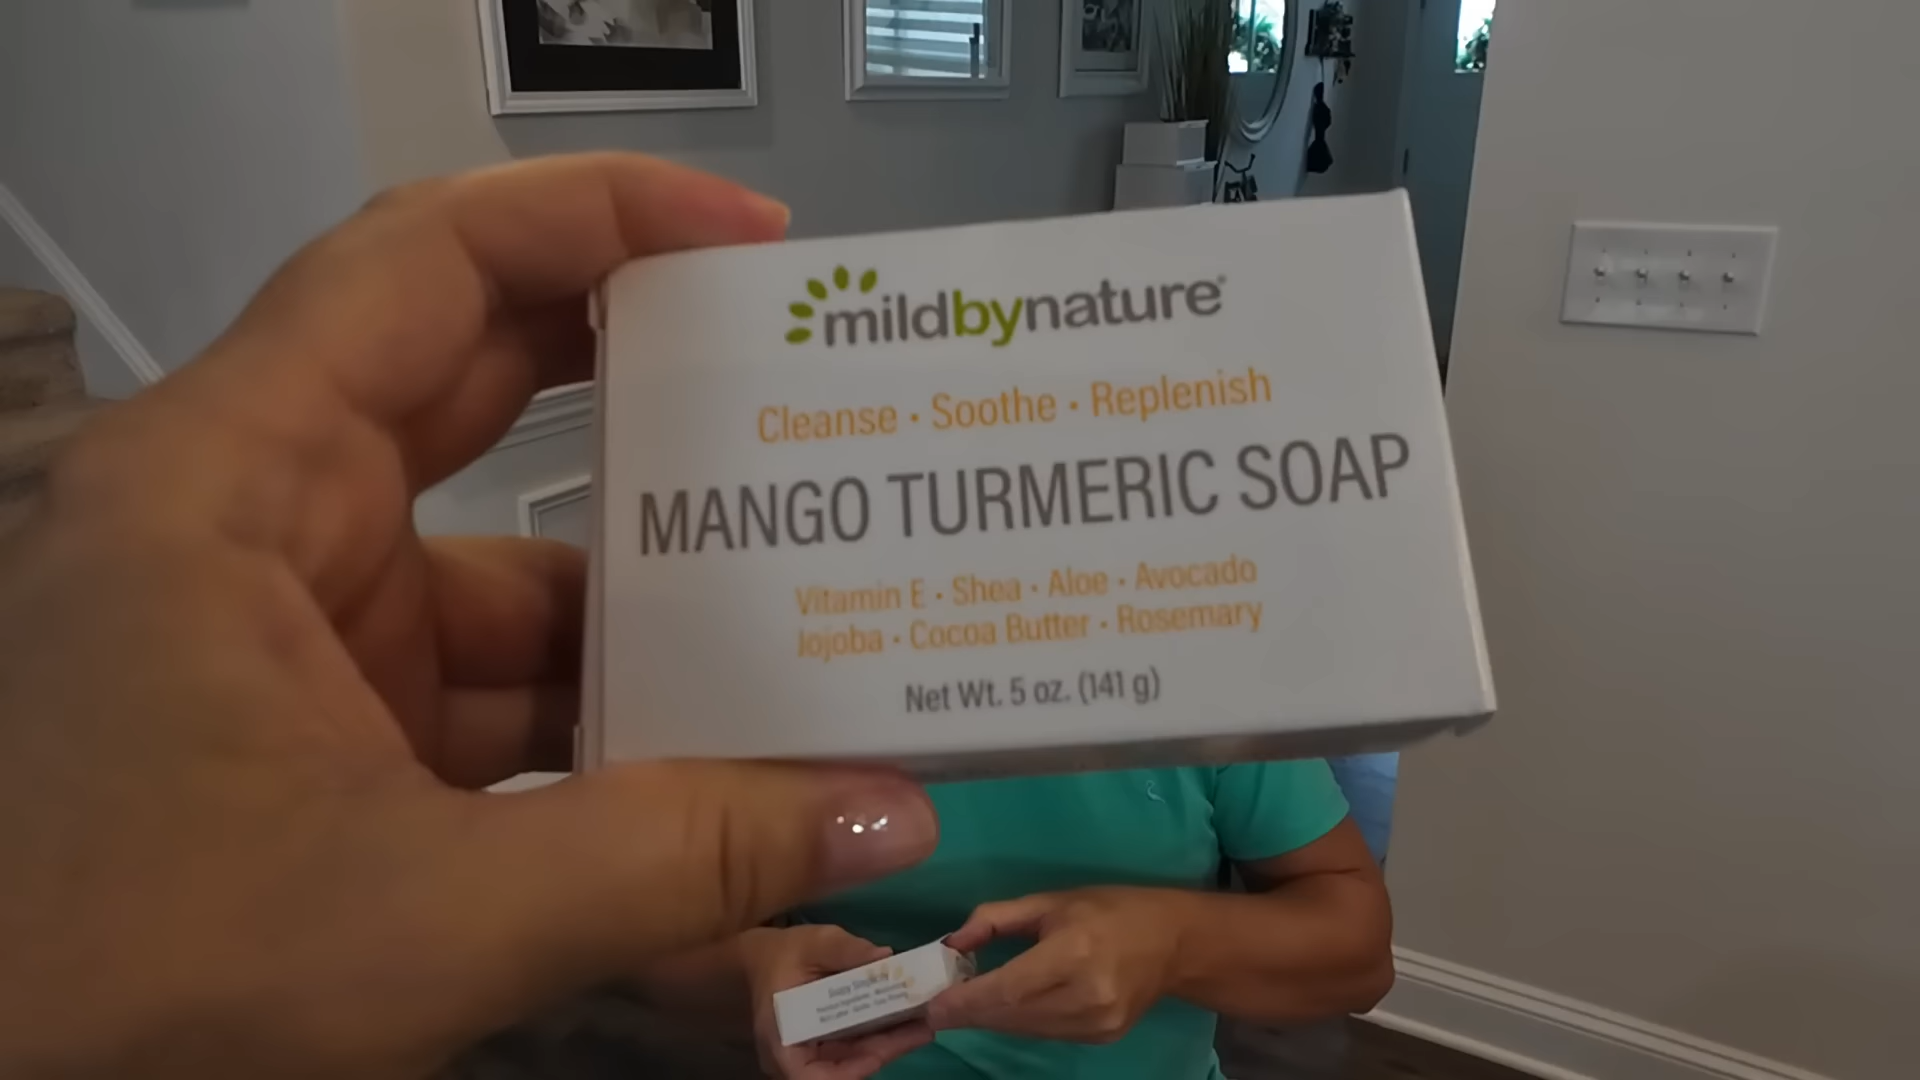 mildbynature®
Cleanse · Soothe · Replenish
MANGO TURMERIC SOAP
Vitamin E · Shea · Aloe · Avocado
Jojoba · Cocoa Butter · Rosemary
Net Wt. 5 oz. (141 g)